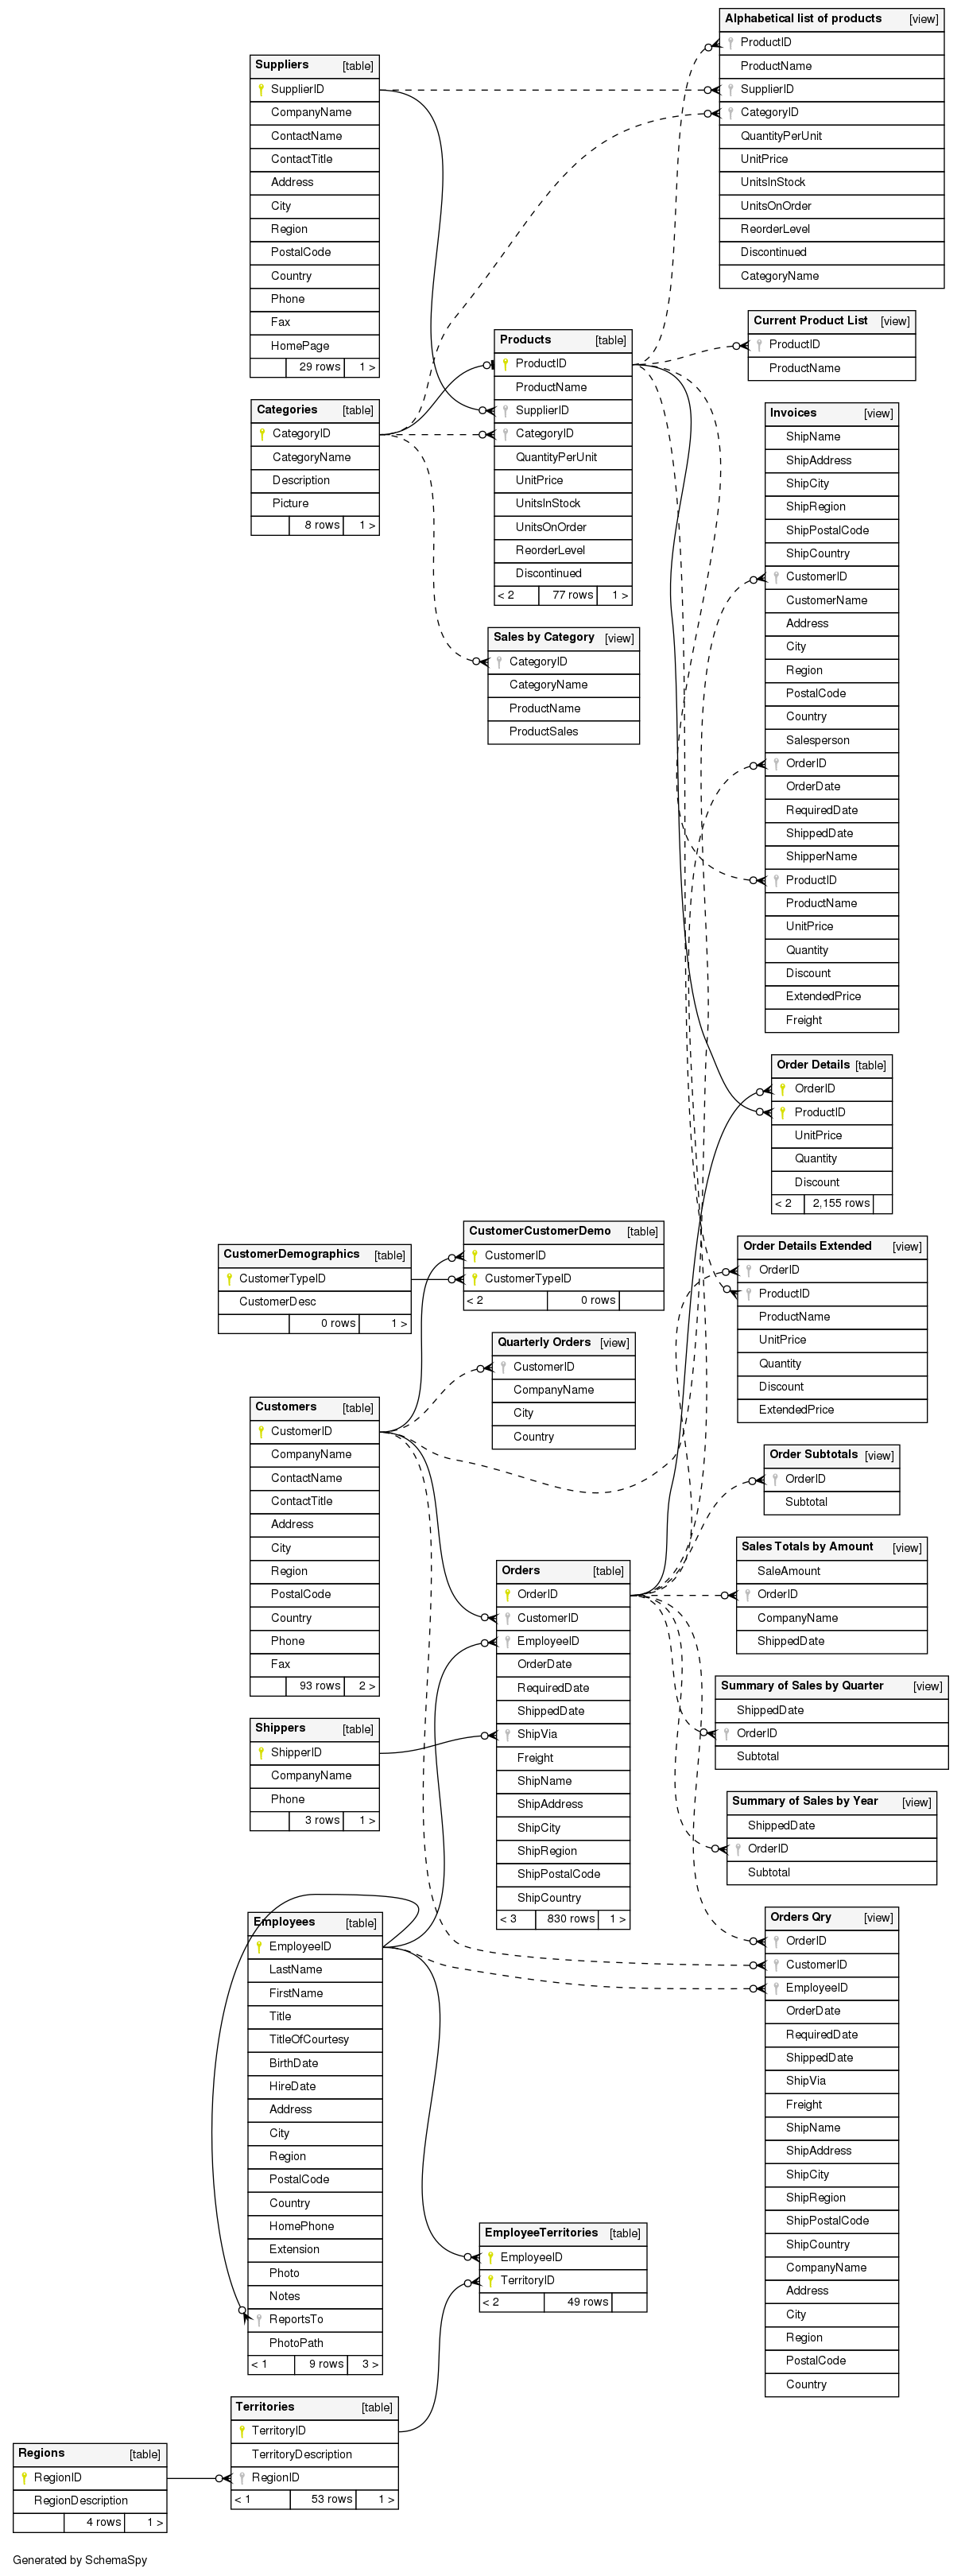 Alphabetical list of products [view]
ProductID
ProductName
SupplierID
CategoryID
QuantityPerUnit
UnitPrice
UnitsInStock
UnitsOnOrder
ReorderLevel
Discontinued
CategoryName
Suppliers [table]
SupplierID
CompanyName
ContactName
ContactTitle
Address
City
Region
PostalCode
Country
Phone
Fax
HomePage
29 rows 1 >
Categories [table]
CategoryID
CategoryName
Description
Picture
8 rows 1 >
Products [table]
ProductID
ProductName
SupplierID
CategoryID
QuantityPerUnit
UnitPrice
UnitsInStock
UnitsOnOrder
ReorderLevel
Discontinued
< 2 77 rows 1 >
Current Product List [view]
ProductID
ProductName
Sales by Category [view]
CategoryID
CategoryName
ProductName
ProductSales
Invoices [view]
ShipName
ShipAddress
ShipCity
ShipRegion
ShipPostalCode
ShipCountry
CustomerID
CustomerName
Address
City
Region
PostalCode
Country
Salesperson
OrderID
OrderDate
RequiredDate
ShippedDate
ShipperName
ProductID
ProductName
UnitPrice
Quantity
Discount
ExtendedPrice
Freight
Order Details [table]
OrderID
ProductID
UnitPrice
Quantity
Discount
< 2 2,155 rows
CustomerDemographics [table]
CustomerTypeID
CustomerDesc
0 rows 1 >
CustomerCustomerDemo [table]
CustomerID
CustomerTypeID
< 2 0 rows
Order Details Extended [view]
OrderID
ProductID
ProductName
UnitPrice
Quantity
Discount
ExtendedPrice
Quarterly Orders [view]
CustomerID
CompanyName
City
Country
Customers [table]
CustomerID
CompanyName
ContactName
ContactTitle
Address
City
Region
PostalCode
Country
Phone
Fax
93 rows 2 >
Order Subtotals [view]
OrderID
Subtotal
Sales Totals by Amount [view]
SaleAmount
OrderID
CompanyName
ShippedDate
Orders [table]
OrderID
CustomerID
EmployeeID
OrderDate
RequiredDate
ShippedDate
ShipVia
Freight
ShipName
ShipAddress
ShipCity
ShipRegion
ShipPostalCode
ShipCountry
< 3 830 rows 1 >
Summary of Sales by Quarter [view]
ShippedDate
OrderID
Subtotal
Shippers [table]
ShipperID
CompanyName
Phone
3 rows 1 >
Summary of Sales by Year [view]
ShippedDate
OrderID
Subtotal
Employees [table]
EmployeeID
LastName
FirstName
Title
TitleOfCourtesy
BirthDate
HireDate
Address
City
Region
PostalCode
Country
HomePhone
Extension
Photo
Notes
ReportsTo
PhotoPath
< 1 9 rows 3 >
Orders Qry [view]
OrderID
CustomerID
EmployeeID
OrderDate
RequiredDate
ShippedDate
ShipVia
Freight
ShipName
ShipAddress
ShipCity
ShipRegion
ShipPostalCode
ShipCountry
CompanyName
Address
City
Region
PostalCode
Country
EmployeeTerritories [table]
EmployeeID
TerritoryID
< 2 49 rows
Territories [table]
TerritoryID
TerritoryDescription
RegionID
< 1 53 rows 1 >
Regions [table]
RegionID
RegionDescription
4 rows 1 >
Generated by SchemaSpy